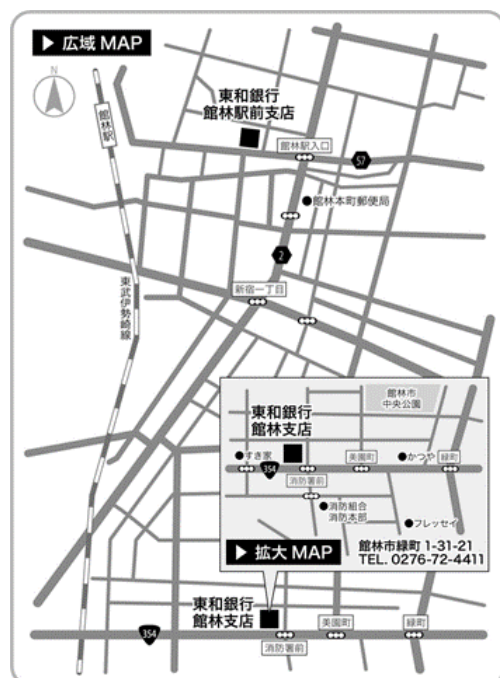 ▶ 広域 MAP
N
館林駅
東和銀行
館林駅前支店
館林駅入口
57
●館林本町郵便局
2
新宿一丁目
東武伊勢崎線
館林市
中央公園
東和銀行
館林支店
●すき家
354
消防署前
美園町
●かつや
緑町
●消防組合
消防本部
●フレッセイ
▶ 拡大 MAP
館林市緑町 1-31-21
TEL. 0276-72-4411
東和銀行
館林支店
354
消防署前
美園町
緑町